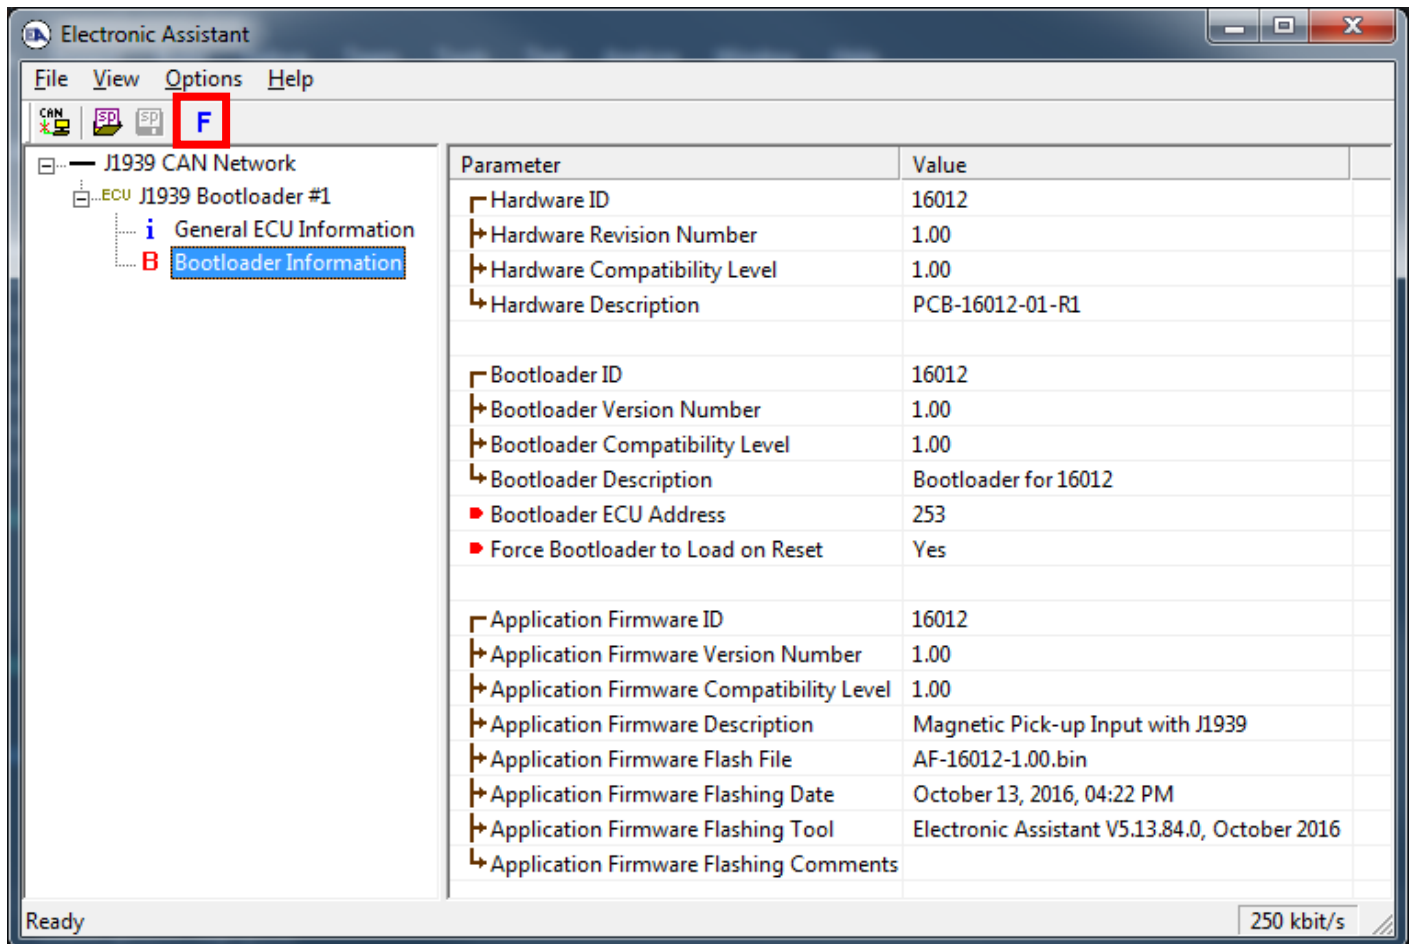 EA Electronic Assistant
File View Options Help
CAN SP SP F
J1939 CAN Network
ECU J1939 Bootloader #1
i General ECU Information
B Bootloader Information
Parameter Value
Hardware ID 16012
Hardware Revision Number 1.00
Hardware Compatibility Level 1.00
Hardware Description PCB-16012-01-R1
Bootloader ID 16012
Bootloader Version Number 1.00
Bootloader Compatibility Level 1.00
Bootloader Description Bootloader for 16012
Bootloader ECU Address 253
Force Bootloader to Load on Reset Yes
Application Firmware ID 16012
Application Firmware Version Number 1.00
Application Firmware Compatibility Level 1.00
Application Firmware Description Magnetic Pick-up Input with J1939
Application Firmware Flash File AF-16012-1.00.bin
Application Firmware Flashing Date October 13, 2016, 04:22 PM
Application Firmware Flashing Tool Electronic Assistant V5.13.84.0, October 2016
Application Firmware Flashing Comments
Ready 250 kbit/s